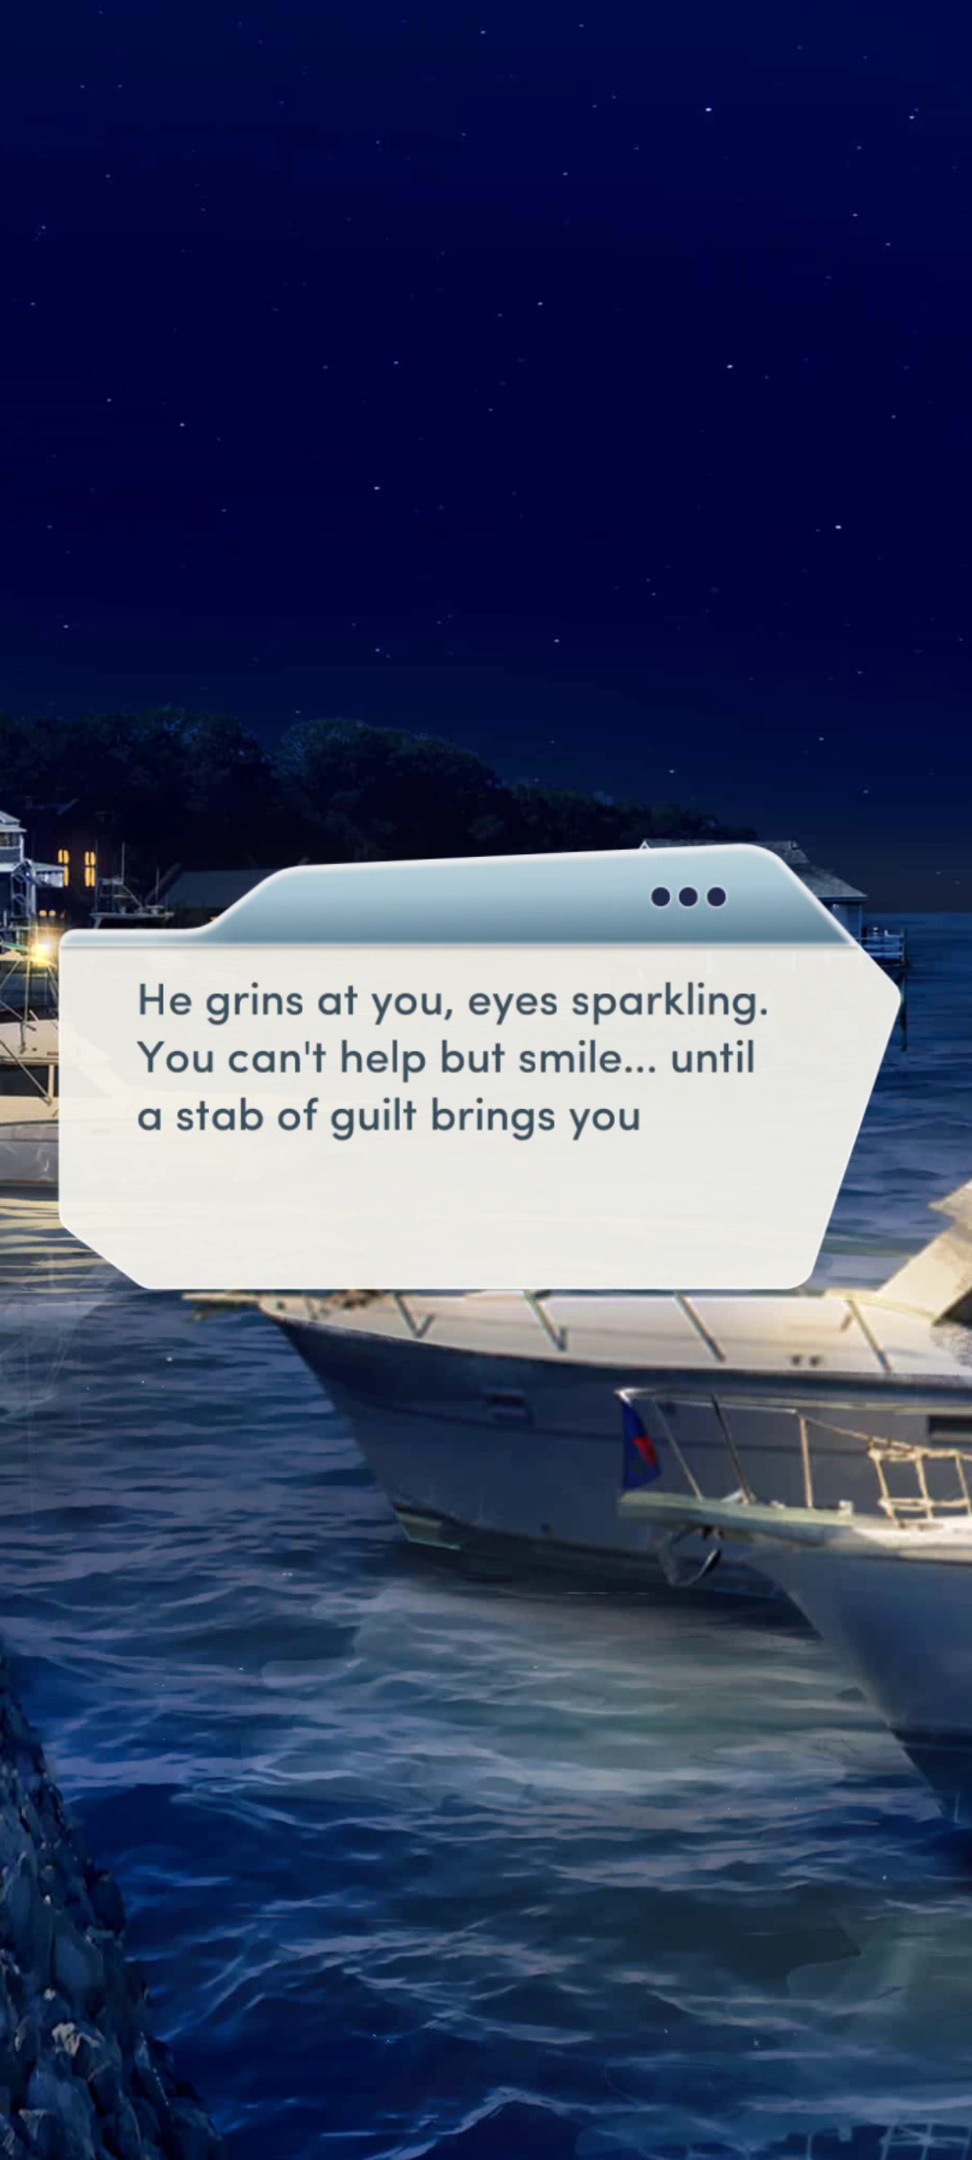 He grins at you, eyes sparkling.
You can't help but smile... until
a stab of guilt brings you